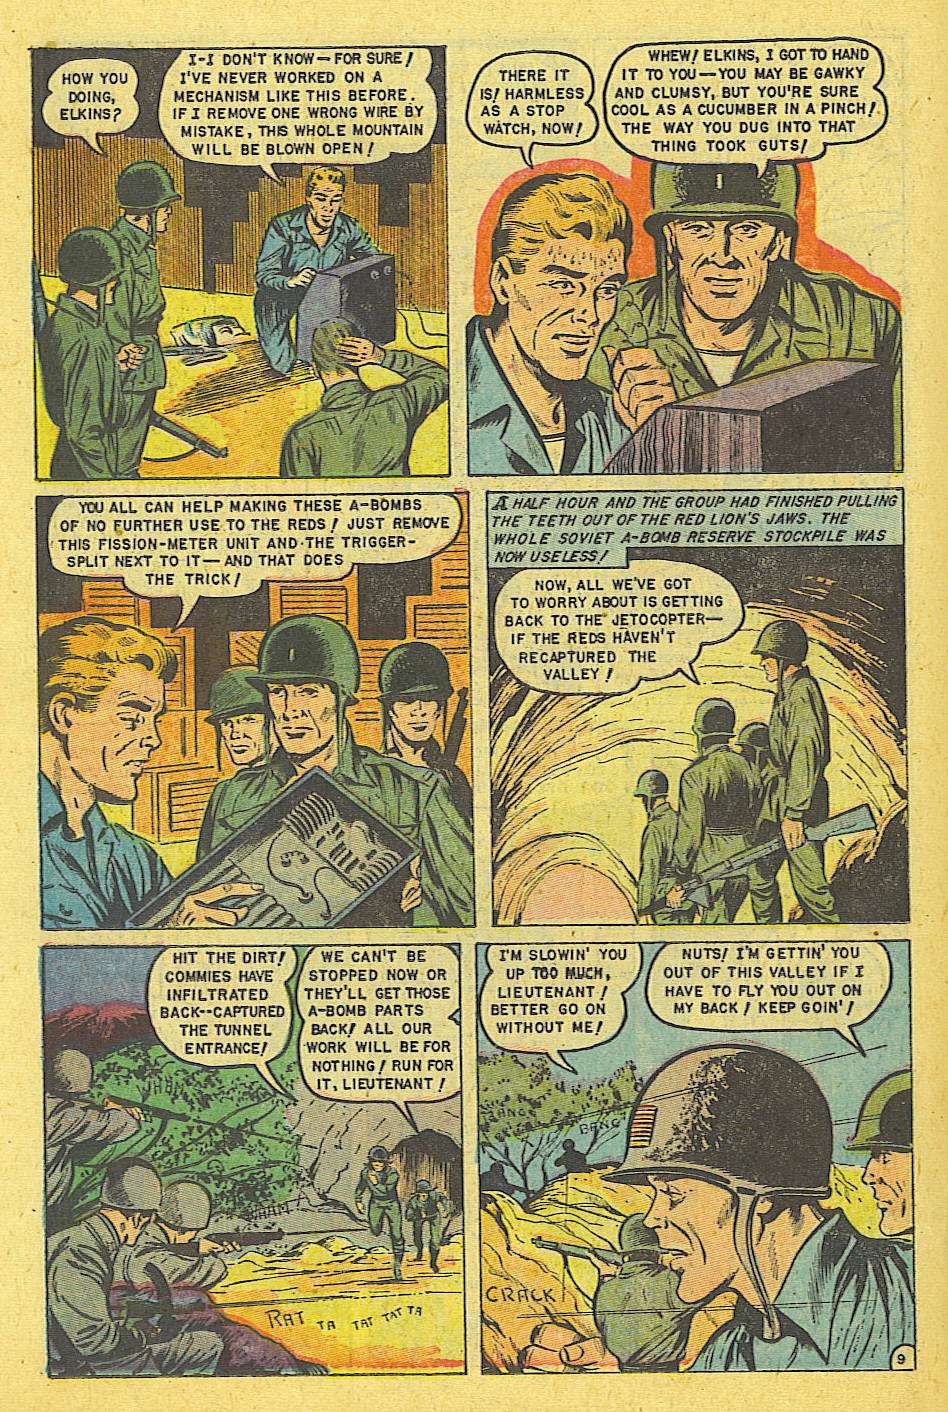 HOW YOU
DOING,
ELKINS?
I-I DON'T KNOW—FOR SURE!
I'VE NEVER WORKED ON A
MECHANISM LIKE THIS BEFORE.
IF I REMOVE ONE WRONG WIRE BY
MISTAKE, THIS WHOLE MOUNTAIN
WILL BE BLOWN OPEN!
THERE IT
IS! HARMLESS
AS A STOP
WATCH, NOW!
WHEW! ELKINS, I GOT TO HAND
IT TO YOU—YOU MAY BE GAWKY
AND CLUMSY, BUT YOU'RE SURE
COOL AS A CUCUMBER IN A PINCH!
THE WAY YOU DUG INTO THAT
THING TOOK GUTS!
YOU ALL CAN HELP MAKING THESE A-BOMBS
OF NO FURTHER USE TO THE REDS! JUST REMOVE
THIS FISSION-METER UNIT AND THE TRIGGER-
SPLIT NEXT TO IT—AND THAT DOES
THE TRICK!
A HALF HOUR AND THE GROUP HAD FINISHED PULLING
THE TEETH OUT OF THE RED LION'S JAWS. THE
WHOLE SOVIET A-BOMB RESERVE STOCKPILE WAS
NOW USELESS!
NOW, ALL WE'VE GOT
TO WORRY ABOUT IS GETTING
BACK TO THE JETOCOPTER—
IF THE REDS HAVEN'T
RECAPTURED THE
VALLEY!
HIT THE DIRT!
COMMIES HAVE
INFILTRATED
BACK--CAPTURED
THE TUNNEL
ENTRANCE!
WE CAN'T BE
STOPPED NOW OR
THEY'LL GET THOSE
A-BOMB PARTS
BACK! ALL OUR
WORK WILL BE FOR
NOTHING! RUN FOR
IT, LIEUTENANT!
WHAM
WHAM
RAT TA TAT TAT TA
I'M SLOWIN' YOU
UP TOO MUCH,
LIEUTENANT!
BETTER GO ON
WITHOUT ME!
NUTS! I'M GETTIN' YOU
OUT OF THIS VALLEY IF I
HAVE TO FLY YOU OUT ON
MY BACK! KEEP GOIN'!
BANG
BANG
CRACK!
9